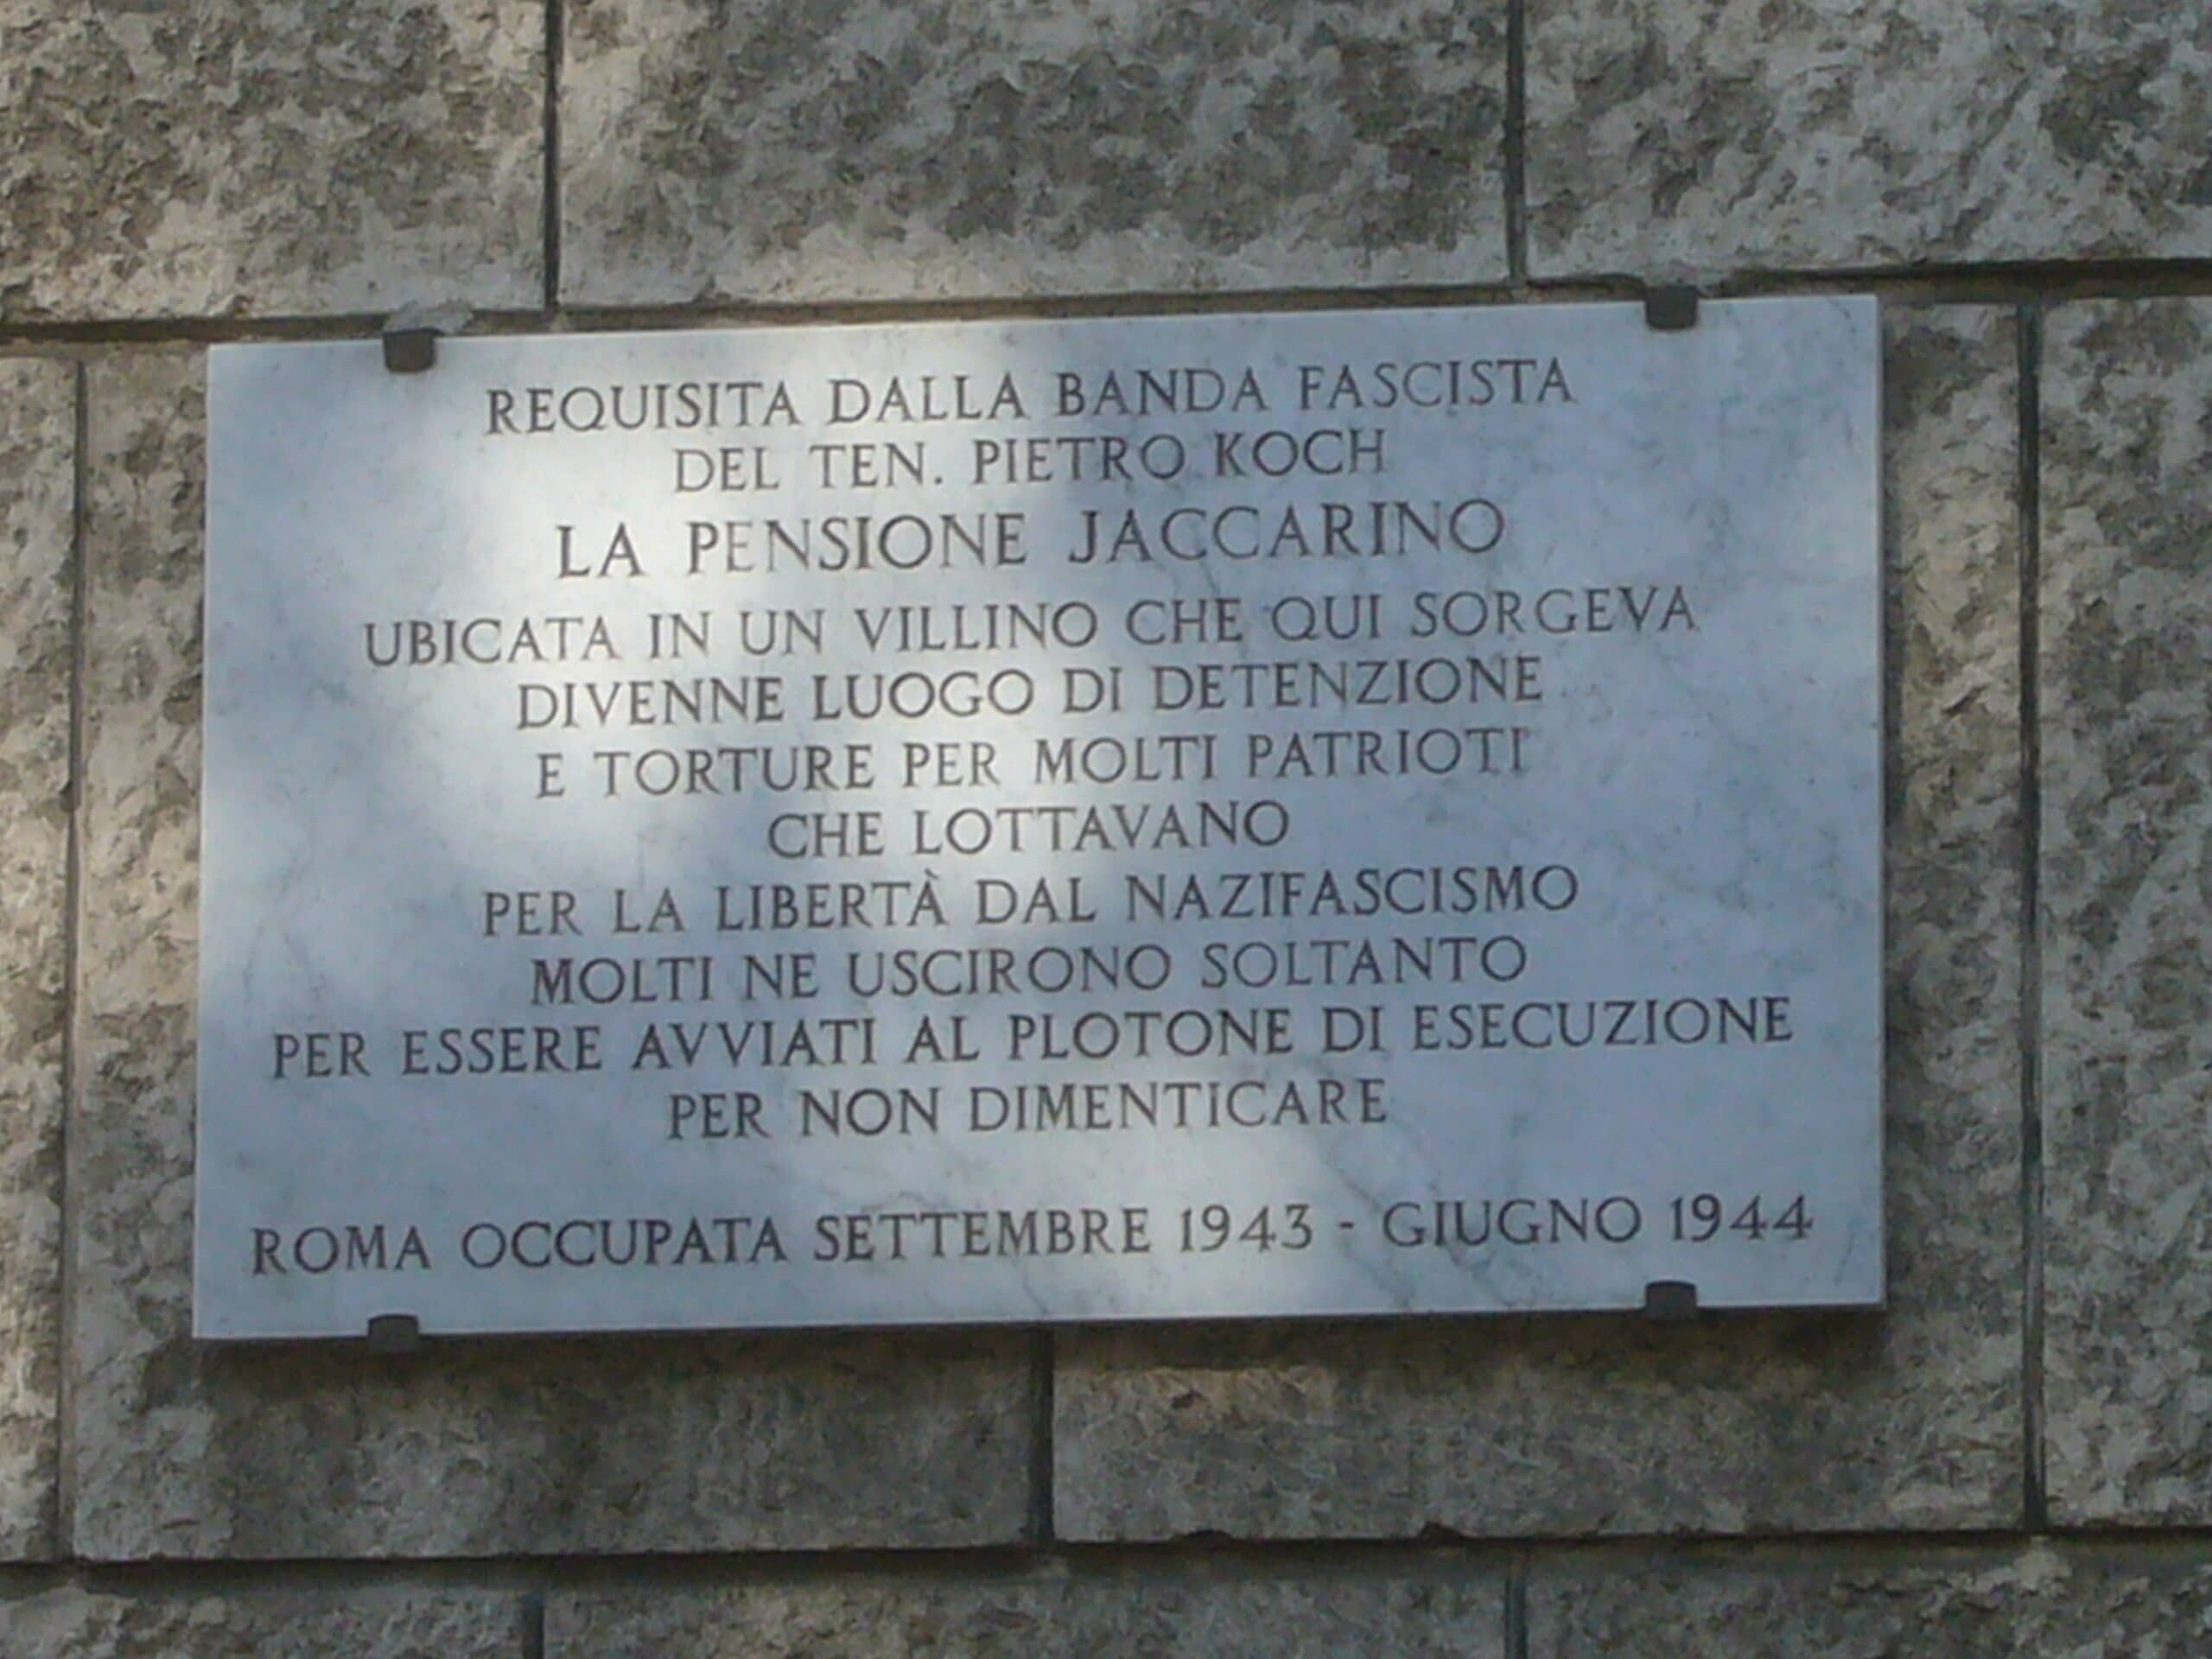 REQUISITA DALLA BANDA FASCISTA
DEL TEN. PIETRO KOCH
LA PENSIONE JACCARINO
UBICATA IN UN VILLINO CHE QUI SORGEVA
DIVENNE LUOGO DI DETENZIONE
E TORTURE PER MOLTI PATRIOTI
CHE LOTTAVANO
PER LA LIBERTÀ DAL NAZIFASCISMO
MOLTI NE USCIRONO SOLTANTO
PER ESSERE AVVIATI AL PLOTONE DI ESECUZIONE
PER NON DIMENTICARE
ROMA OCCUPATA SETTEMBRE 1943 - GIUGNO 1944